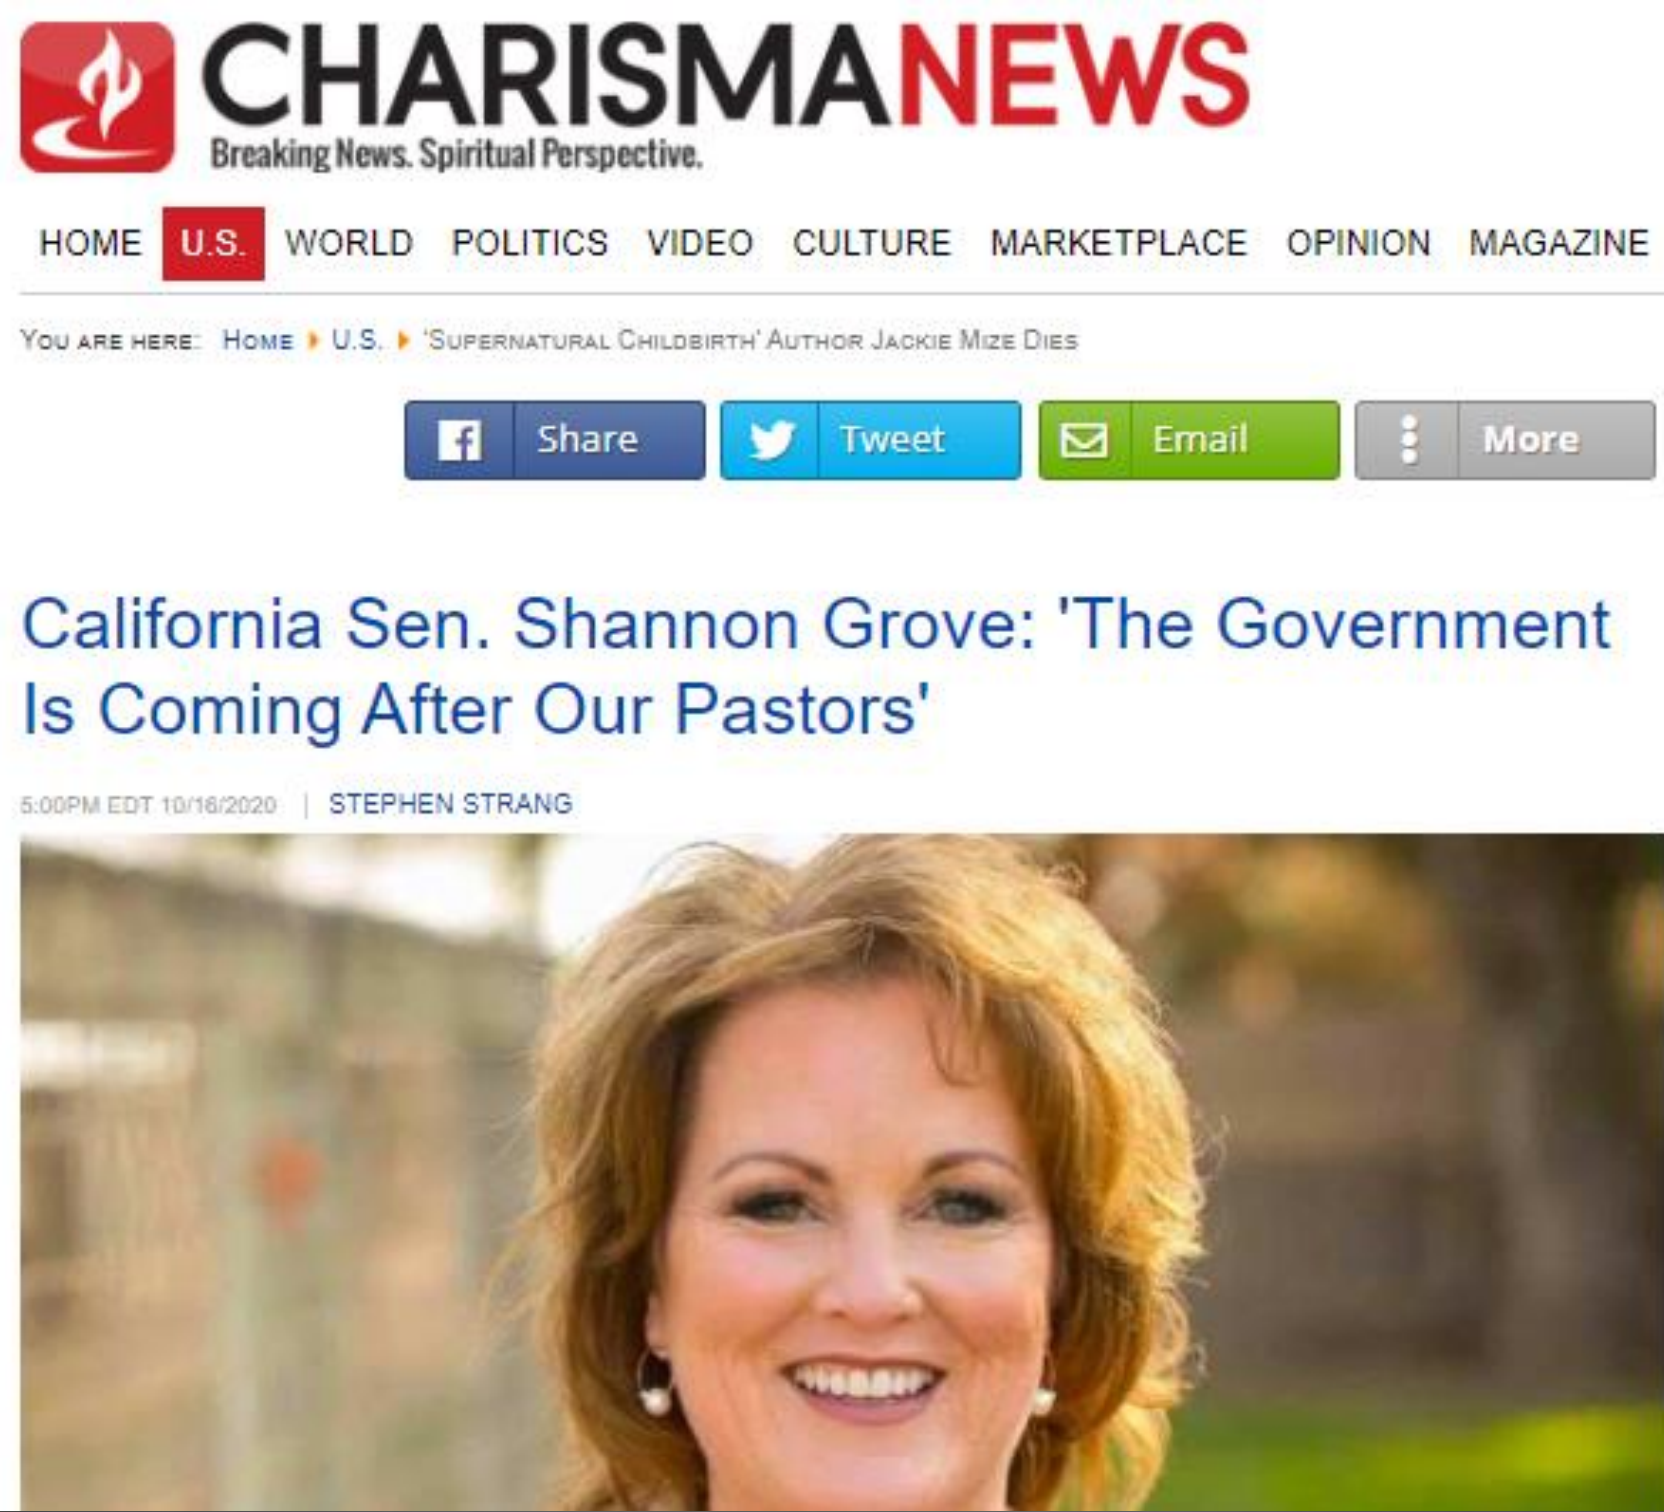 CHARISMANEWS
Breaking News. Spiritual Perspective.
HOME U.S. WORLD POLITICS VIDEO CULTURE MARKETPLACE OPINION MAGAZINE
YOU ARE HERE: HOME U.S. 'SUPERNATURAL CHILDBIRTH' AUTHOR JACKIE MIZE DIES
Share Tweet Email More
California Sen. Shannon Grove: 'The Government
Is Coming After Our Pastors'
5:00PM EDT 10/16/2020 | STEPHEN STRANG